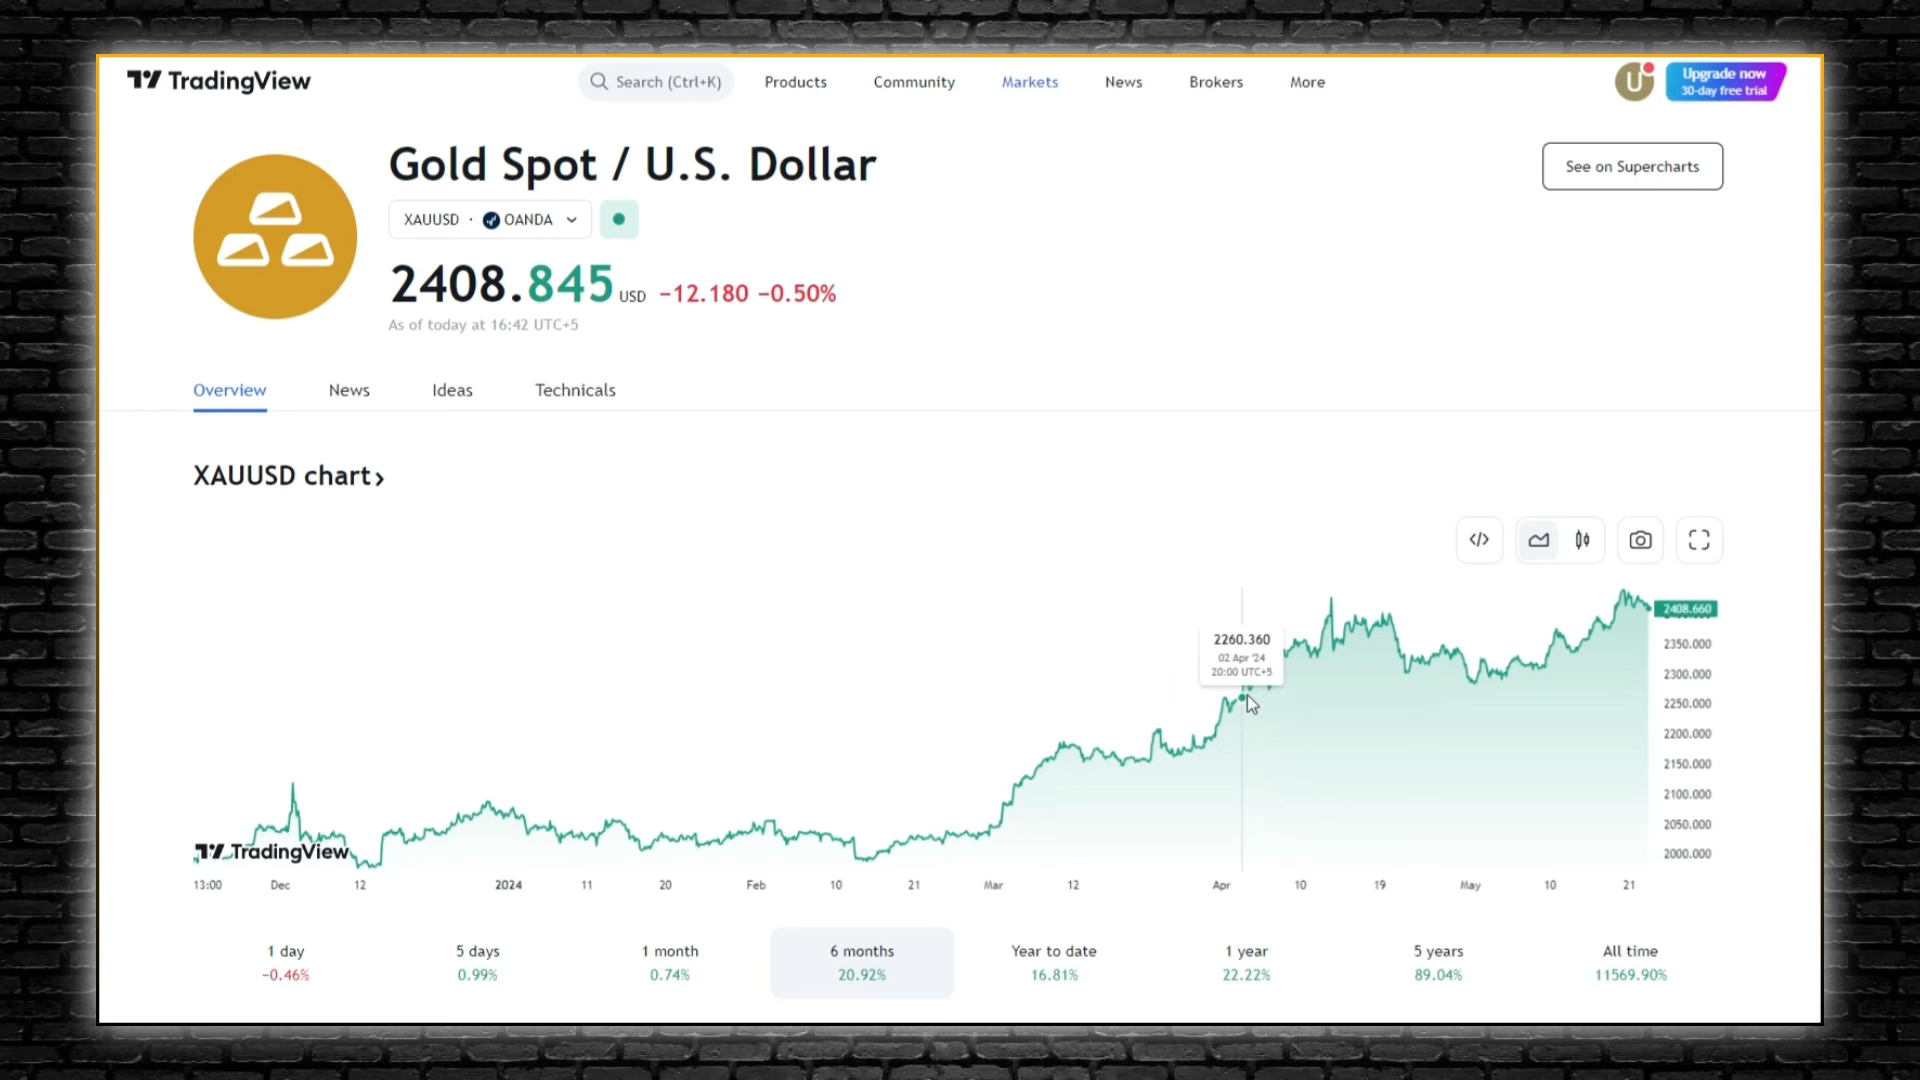 TradingView
Search (Ctrl+K)
Products
Community
Markets
News
Brokers
More
U
Upgrade now
30-day free trial
Gold Spot / U.S. Dollar
See on Supercharts
XAUUSD · OANDA
2408.845 USD −12.180 −0.50%
As of today at 16:42 UTC+5
Overview
News
Ideas
Technicals
XAUUSD chart›
2408.660
2260.360
02 Apr '24
20:00 UTC+5
2350.000
2300.000
2250.000
2200.000
2150.000
2100.000
2050.000
2000.000
TradingView
13:00 Dec 12 2024 11 20 Feb 10 21 Mar 12 Apr 10 19 May 10 21
1 day
−0.46%
5 days
0.99%
1 month
0.74%
6 months
20.92%
Year to date
16.81%
1 year
22.22%
5 years
89.04%
All time
11569.90%